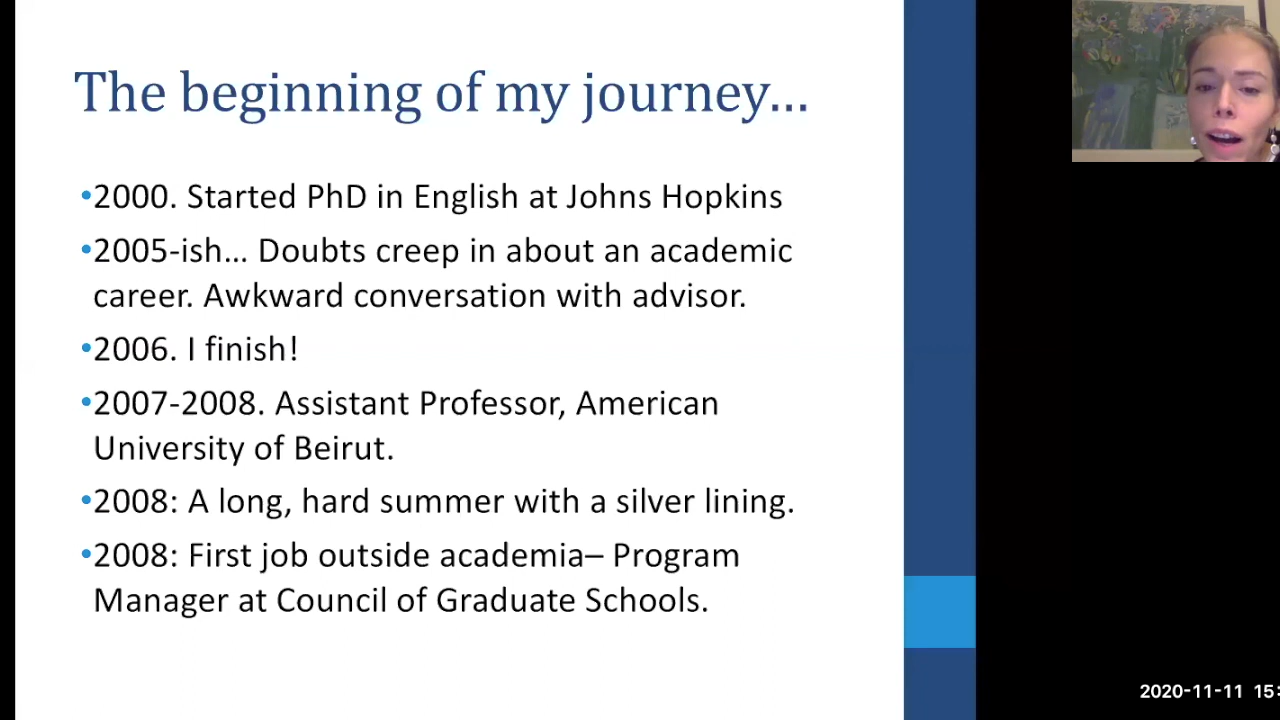 The beginning of my journey...
•2000. Started PhD in English at Johns Hopkins
•2005-ish... Doubts creep in about an academic
career. Awkward conversation with advisor.
•2006. I finish!
•2007-2008. Assistant Professor, American
University of Beirut.
•2008: A long, hard summer with a silver lining.
•2008: First job outside academia– Program
Manager at Council of Graduate Schools.
2020-11-11 15: